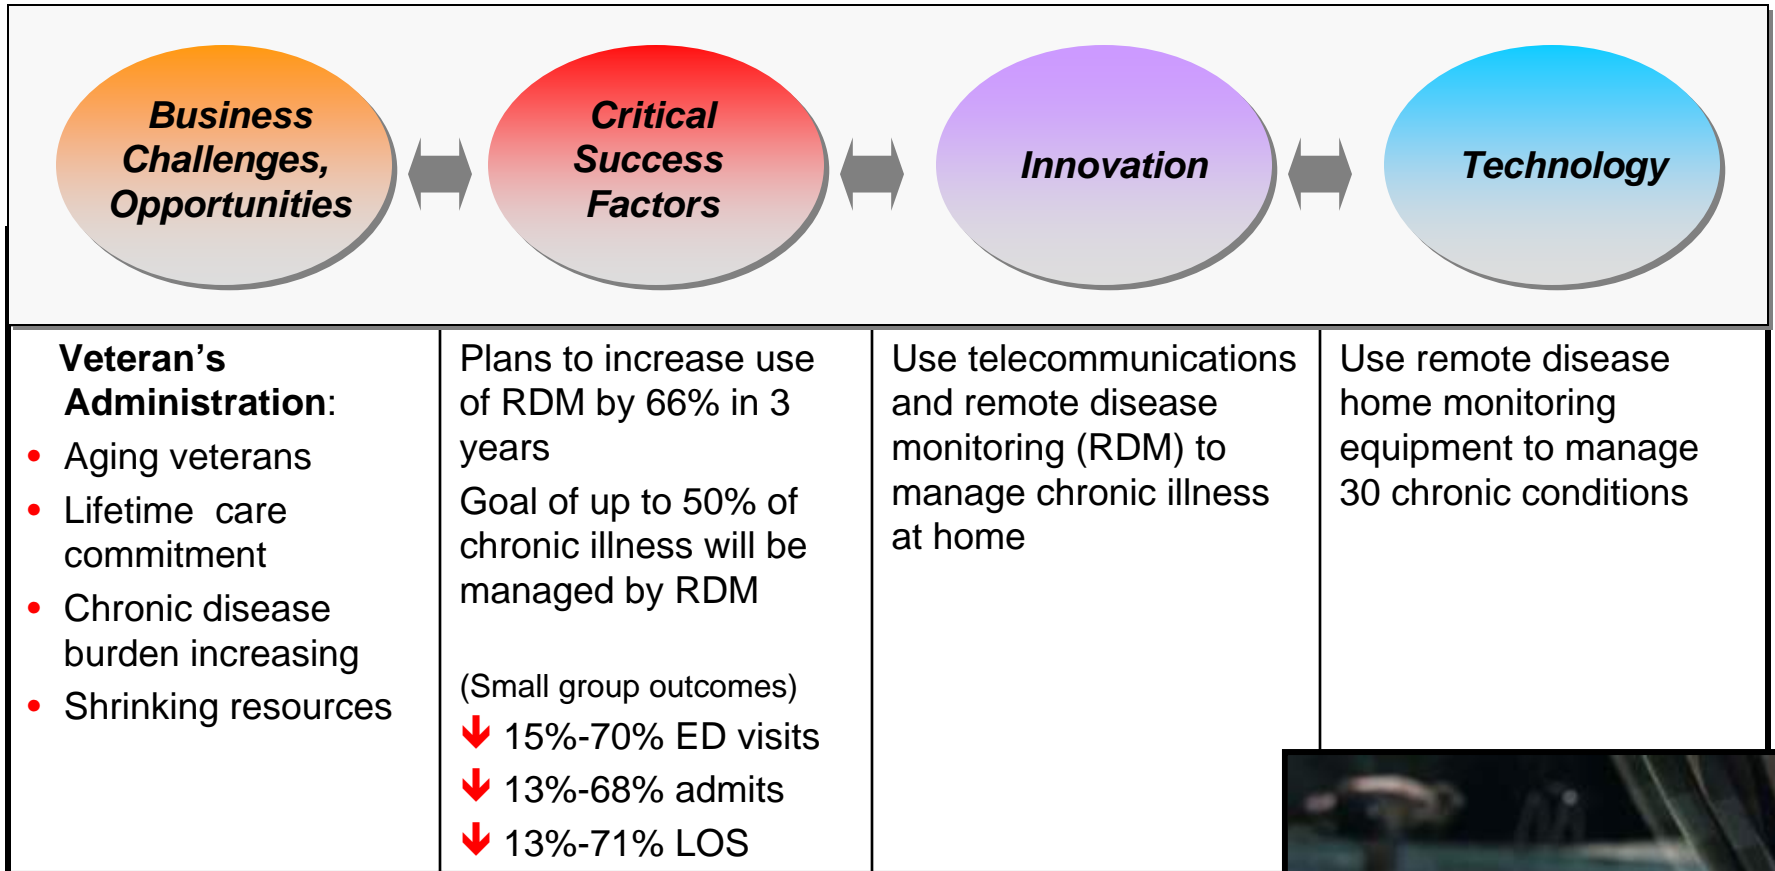 Business
Challenges,
Opportunities
Critical
Success
Factors
Innovation
Technology
Veteran’s
Administration:
• Aging veterans
• Lifetime care
commitment
• Chronic disease
burden increasing
• Shrinking resources
Plans to increase use
of RDM by 66% in 3
years
Goal of up to 50% of
chronic illness will be
managed by RDM
(Small group outcomes)
↓ 15%-70% ED visits
↓ 13%-68% admits
↓ 13%-71% LOS
Use telecommunications
and remote disease
monitoring (RDM) to
manage chronic illness
at home
Use remote disease
home monitoring
equipment to manage
30 chronic conditions